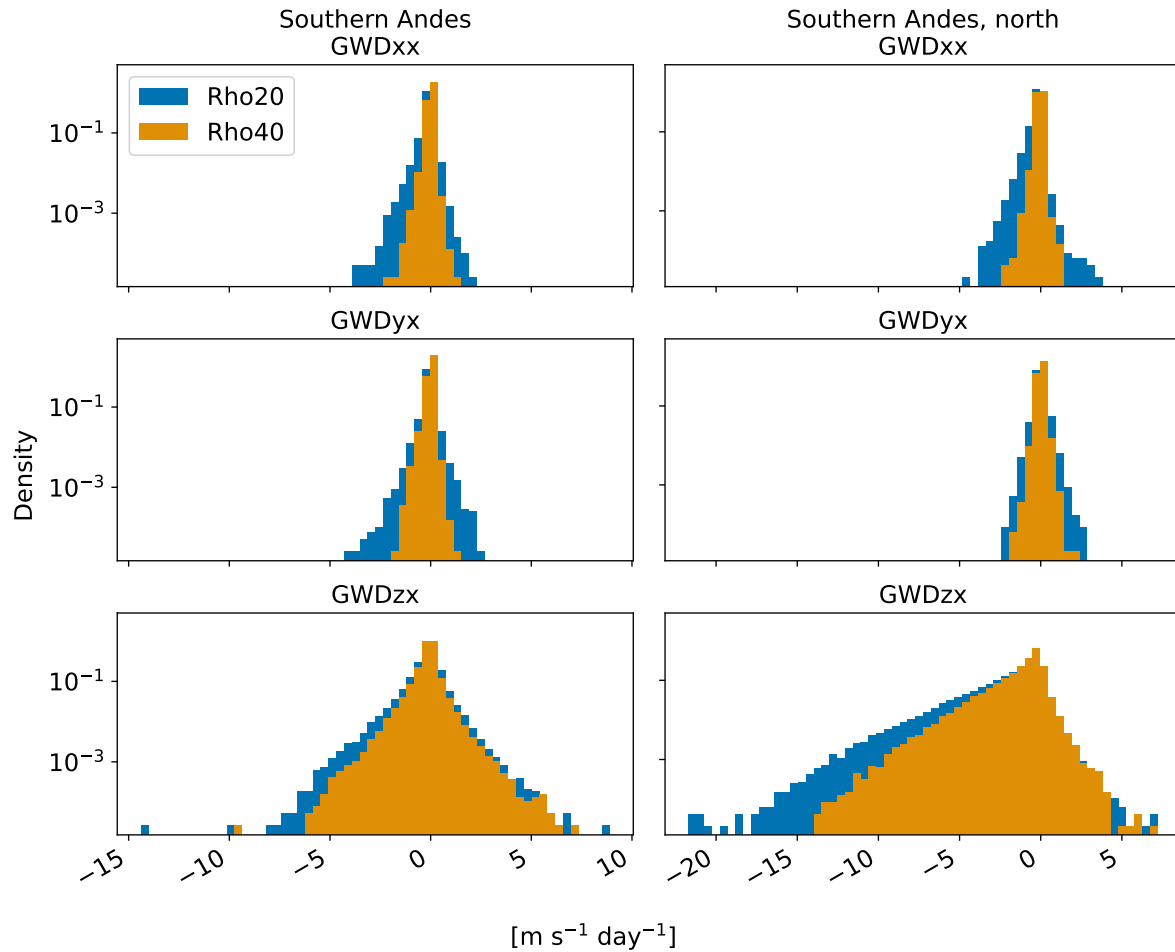 Southern Andes
GWDxx
Southern Andes, north
GWDxx
Rho20
Rho40
10⁻¹
10⁻³
GWDyx
GWDyx
10⁻¹
10⁻³
Density
GWDzx
GWDzx
10⁻¹
10⁻³
−15 −10 −5 0 5 10
−20 −15 −10 −5 0 5
[m s⁻¹ day⁻¹]